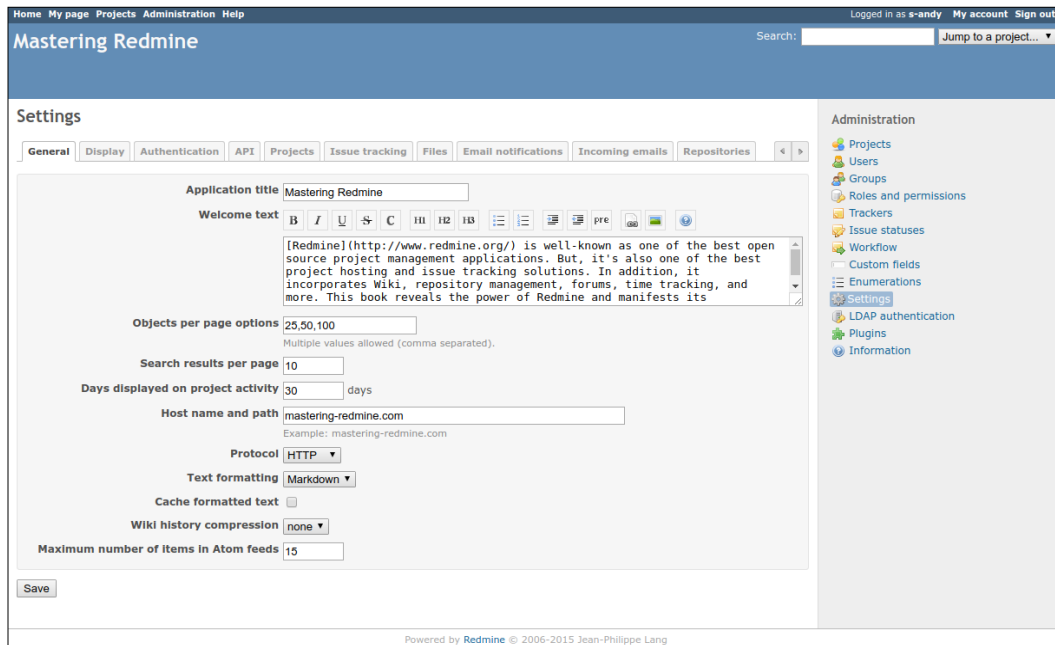 Home My page Projects Administration Help
Logged in as s-andy My account Sign out
Mastering Redmine
Search:
Jump to a project...
Settings
General Display Authentication API Projects Issue tracking Files Email notifications Incoming emails Repositories
Application title Mastering Redmine
Welcome text B I U S C H1 H2 H3 pre
[Redmine](http://www.redmine.org/) is well-known as one of the best open
source project management applications. But, it's also one of the best
project hosting and issue tracking solutions. In addition, it
incorporates Wiki, repository management, forums, time tracking, and
more. This book reveals the power of Redmine and manifests its
Objects per page options 25,50,100
Multiple values allowed (comma separated).
Search results per page 10
Days displayed on project activity 30 days
Host name and path mastering-redmine.com
Example: mastering-redmine.com
Protocol HTTP
Text formatting Markdown
Cache formatted text
Wiki history compression none
Maximum number of items in Atom feeds 15
Save
Administration
Projects
Users
Groups
Roles and permissions
Trackers
Issue statuses
Workflow
Custom fields
Enumerations
Settings
LDAP authentication
Plugins
Information
Powered by Redmine © 2006-2015 Jean-Philippe Lang